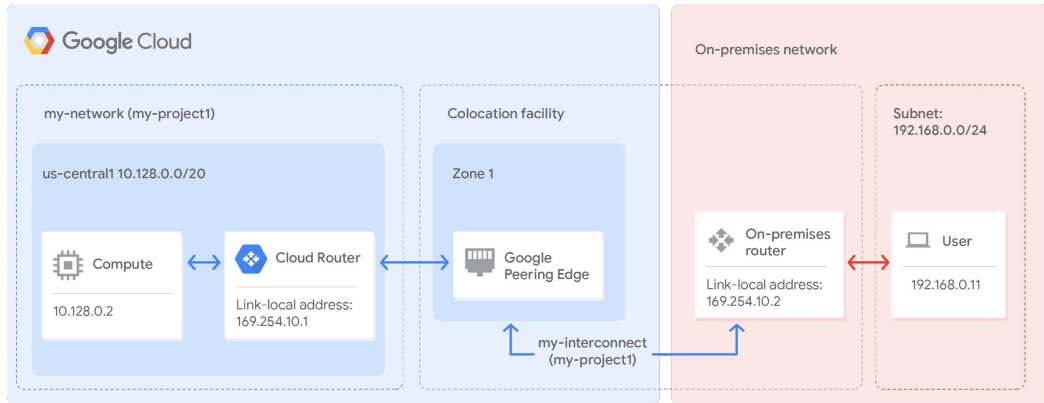 Google Cloud
On-premises network
my-network (my-project1)
Colocation facility
Subnet:
192.168.0.0/24
us-central1 10.128.0.0/20
Zone 1
Compute
10.128.0.2
Cloud Router
Link-local address:
169.254.10.1
Google
Peering Edge
On-premises
router
Link-local address:
169.254.10.2
User
192.168.0.11
my-interconnect
(my-project1)